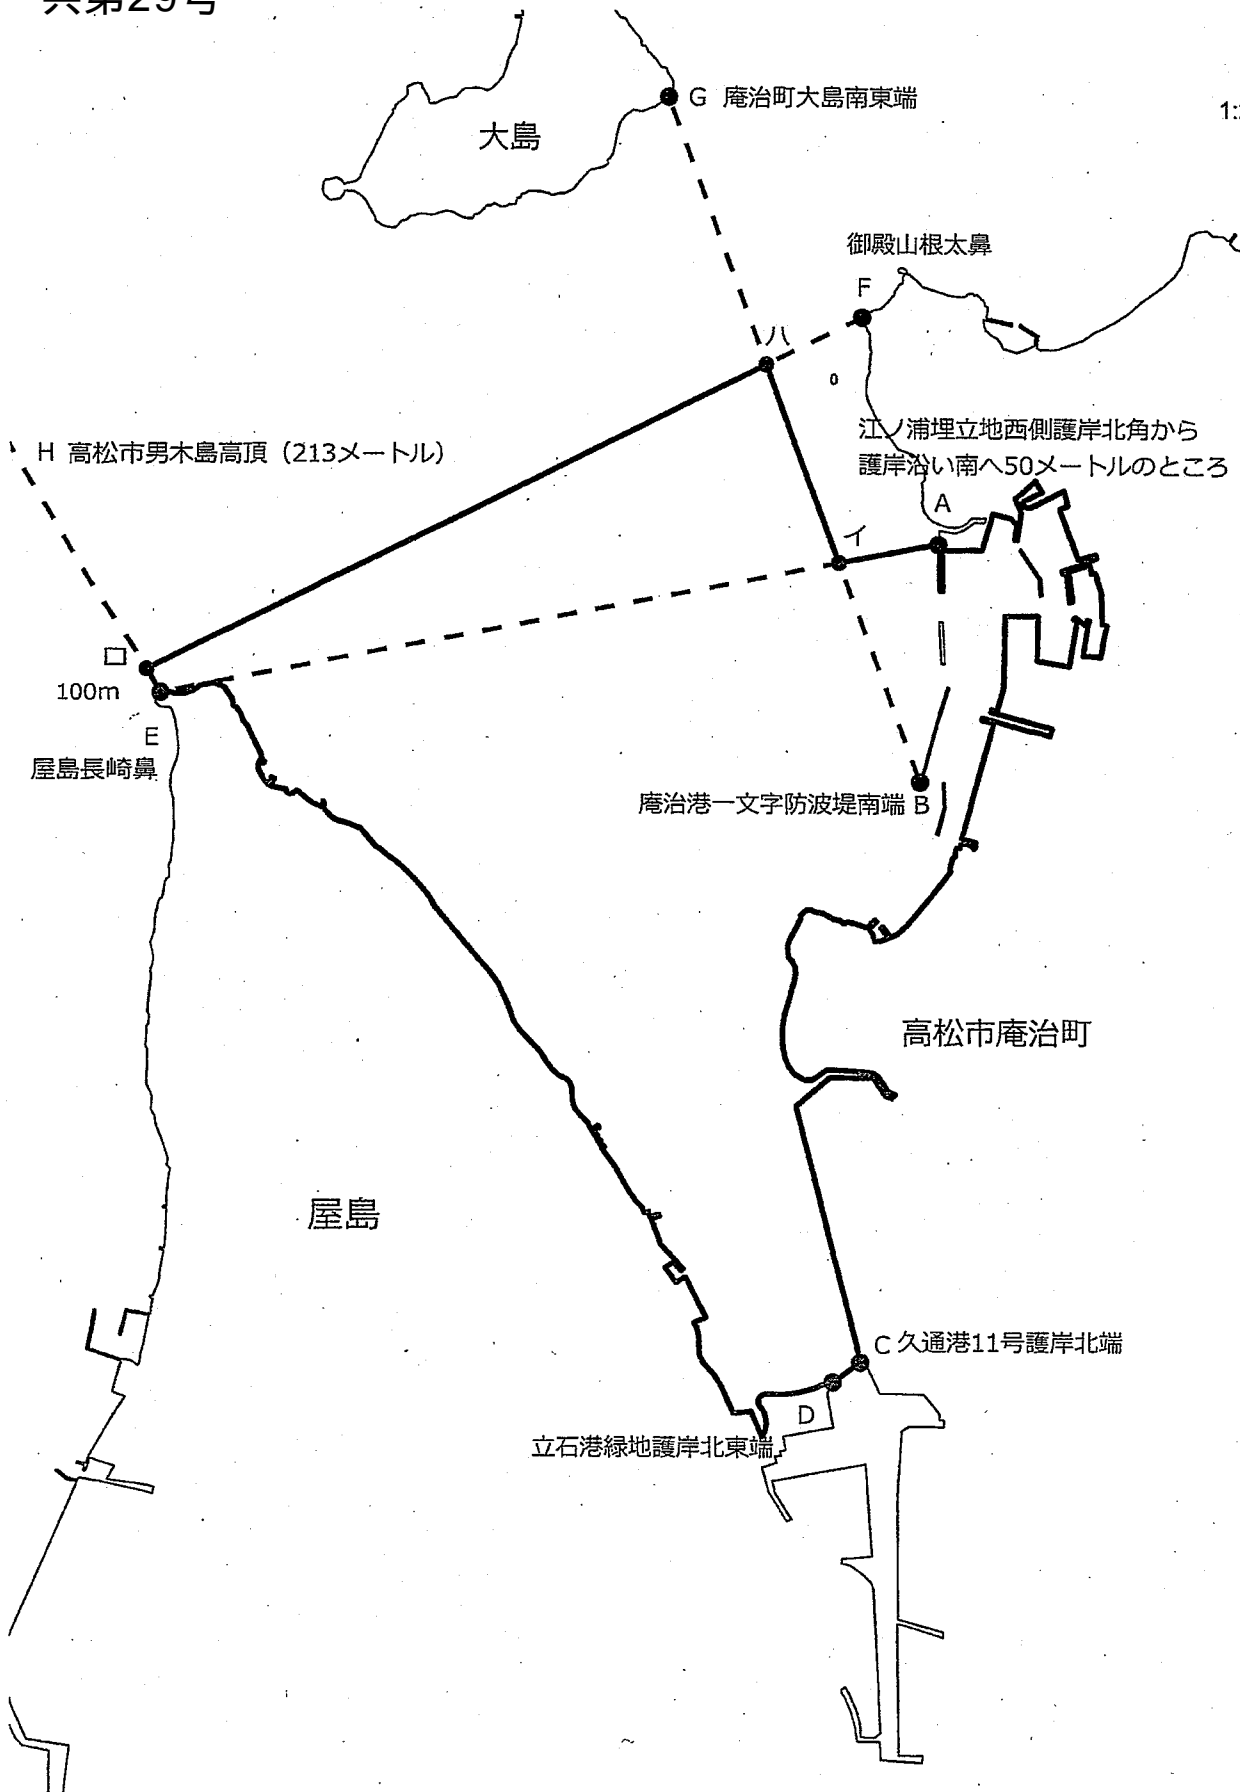 共第29号
G 庵治町大島南東端
1:
大島
御殿山根太鼻
F
ハ
江ノ浦埋立地西側護岸北角から
護岸沿い南へ50メートルのところ
H 高松市男木島高頂（213メートル）
A
イ
ロ
100m
E
屋島長崎鼻
庵治港一文字防波堤南端 B
高松市庵治町
屋島
C 久通港11号護岸北端
D
立石港緑地護岸北東端